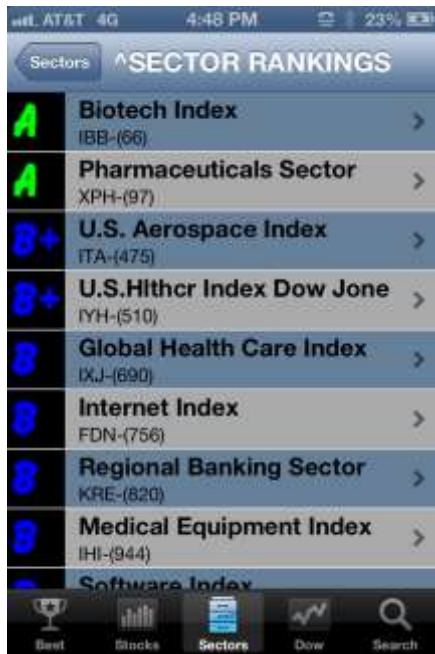 AT&T 4G 4:48 PM 23%
Sectors ^SECTOR RANKINGS
A Biotech Index
IBB-(66)
A Pharmaceuticals Sector
XPH-(97)
B+ U.S. Aerospace Index
ITA-(475)
B+ U.S.Hlthcr Index Dow Jone
IYH-(510)
B Global Health Care Index
IXJ-(690)
B Internet Index
FDN-(756)
B Regional Banking Sector
KRE-(820)
B Medical Equipment Index
IHI-(944)
B Software Index
Best Stocks Sectors Dow Search